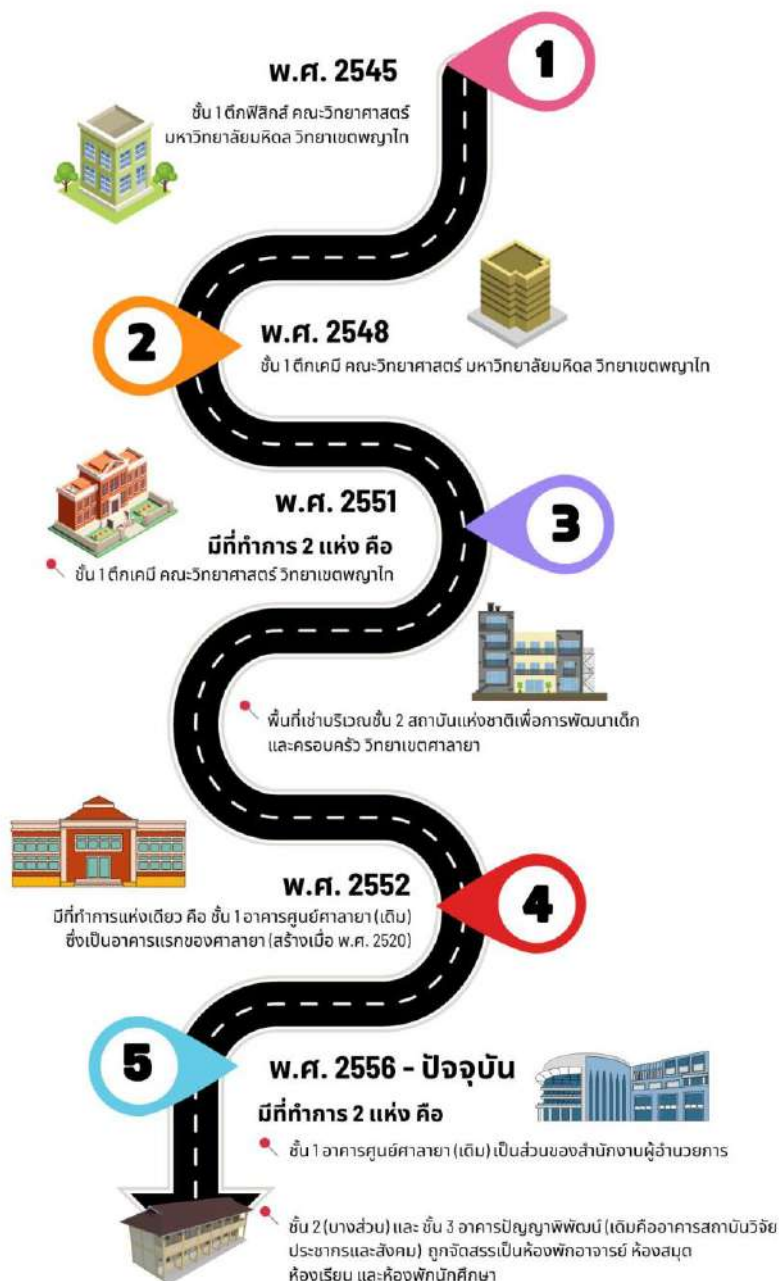 1
พ.ศ. 2545
ชั้น 1 ตึกฟิสิกส์ คณะวิทยาศาสตร์
มหาวิทยาลัยมหิดล วิทยาเขตพญาไท
2
พ.ศ. 2548
ชั้น 1 ตึกเคมี คณะวิทยาศาสตร์ มหาวิทยาลัยมหิดล วิทยาเขตพญาไท
3
พ.ศ. 2551
มีที่ทำการ 2 แห่ง คือ
ชั้น 1 ตึกเคมี คณะวิทยาศาสตร์ วิทยาเขตพญาไท
พื้นที่เช่าบริเวณชั้น 2 สถาบันแห่งชาติเพื่อการพัฒนาเด็ก
และครอบครัว วิทยาเขตศาลายา
4
พ.ศ. 2552
มีที่ทำการแห่งเดียว คือ ชั้น 1 อาคารศูนย์ศาลายา (เดิม)
ซึ่งเป็นอาคารแรกของศาลายา (สร้างเมื่อ พ.ศ. 2520)
5
พ.ศ. 2556 - ปัจจุบัน
มีที่ทำการ 2 แห่ง คือ
ชั้น 1 อาคารศูนย์ศาลายา (เดิม) เป็นส่วนของสำนักงานผู้อำนวยการ
ชั้น 2 (บางส่วน) และ ชั้น 3 อาคารปัญญาพิพัฒน์ (เดิมคืออาคารสถาบันวิจัย
ประชากรและสังคม) ถูกจัดสรรเป็นห้องพักอาจารย์ ห้องสมุด
ห้องเรียน และห้องพักนักศึกษา